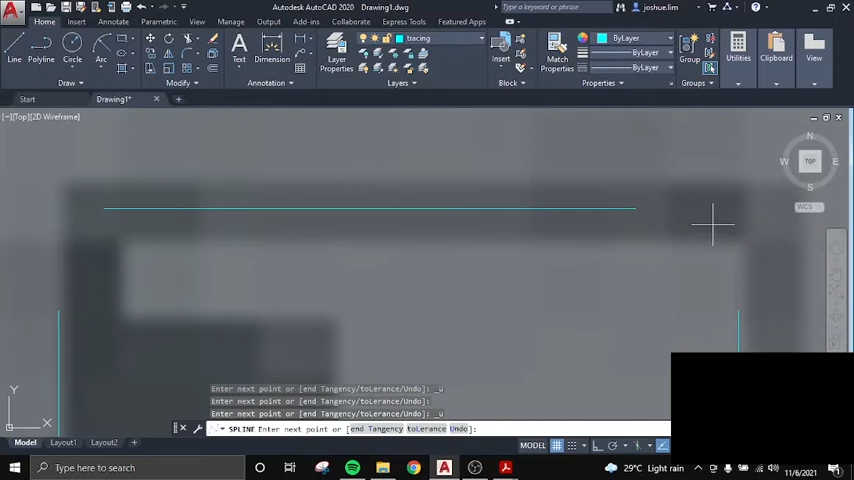 Autodesk AutoCAD 2020 Drawing1.dwg
Type a keyword or phrase
joshue.lim
Home Insert Annotate Parametric View Manage Output Add-ins Collaborate Express Tools Featured Apps
tracing
ByLayer
ByLayer
ByLayer
Line Polyline Circle Arc Text Dimension Layer Properties Insert Match Properties Group Utilities Clipboard View
Draw Modify Annotation Layers Block Properties Groups
Start Drawing1*
[−][Top][2D Wireframe]
N
W TOP E
S
WCS
Y
X
Enter next point or [end Tangency/toLerance/Undo]: _u
Enter next point or [end Tangency/toLerance/Undo]:
Enter next point or [end Tangency/toLerance/Undo]: _u
SPLINE Enter next point or [end Tangency toLerance Undo]:
Model Layout1 Layout2 +
MODEL
Type here to search
29°C Light rain
11/6/2021